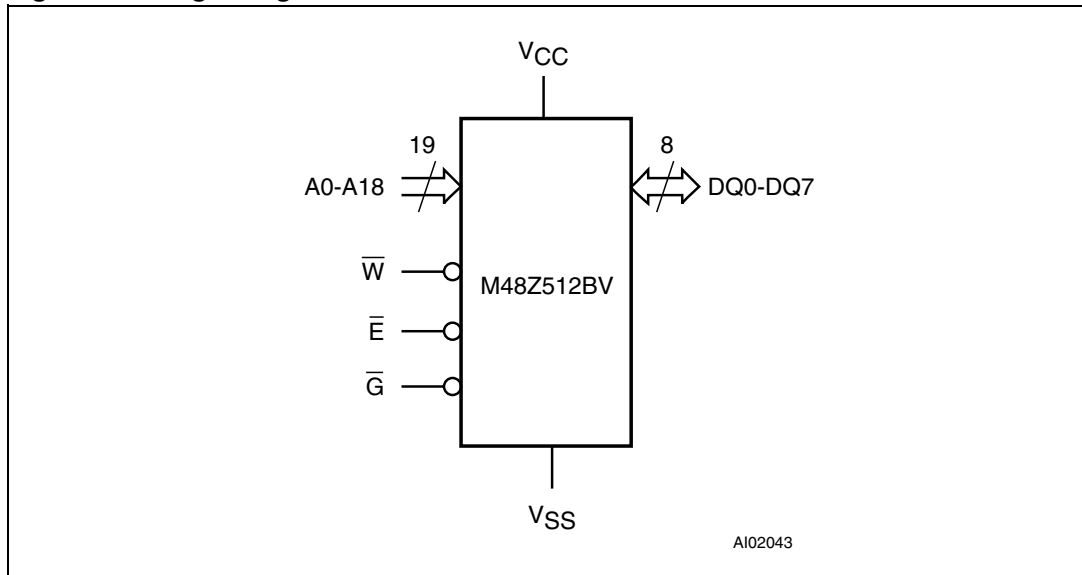 VCC
19
8
A0-A18
DQ0-DQ7
W̅
M48Z512BV
E̅
G̅
VSS
AI02043